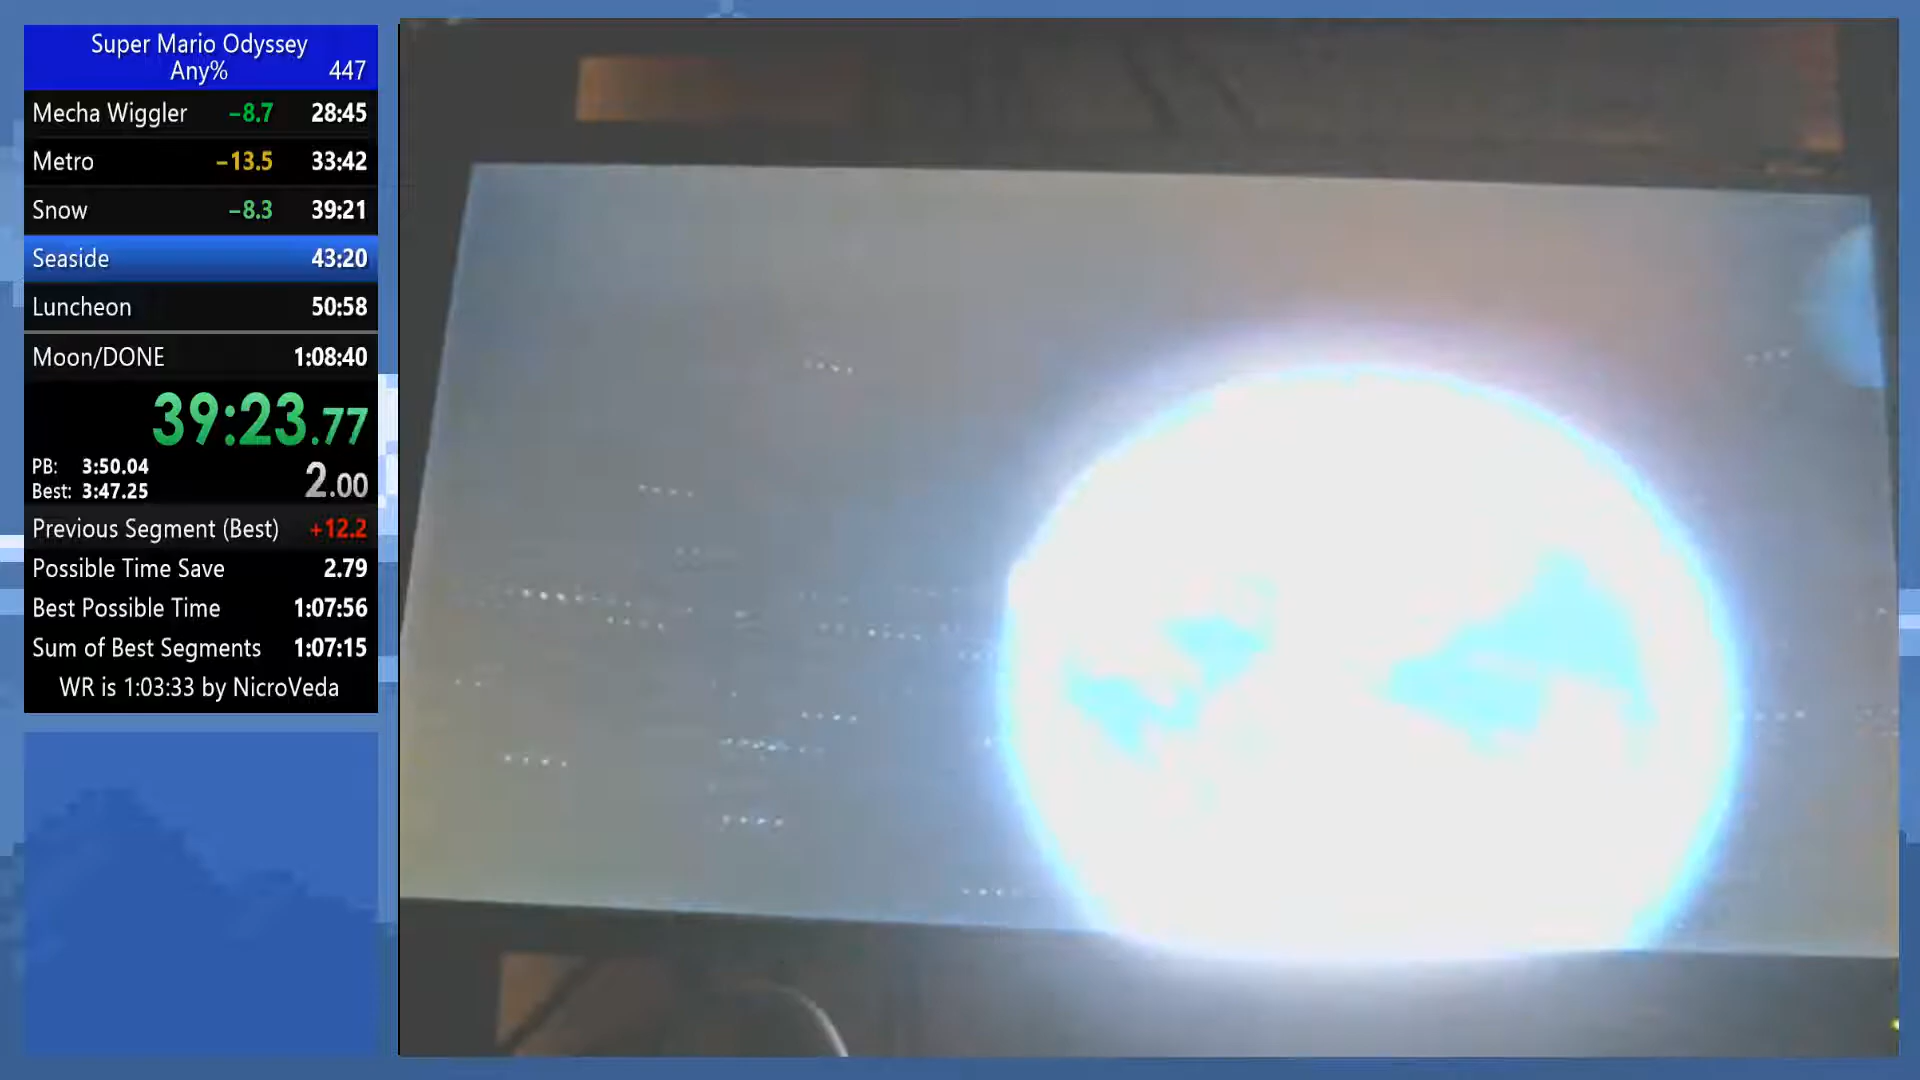 Super Mario Odyssey
Any% 447
Mecha Wiggler −8.7 28:45
Metro −13.5 33:42
Snow −8.3 39:21
Seaside 43:20
Luncheon 50:58
Moon/DONE 1:08:40
39:23.77
PB: 3:50.04
Best: 3:47.25
2.00
Previous Segment (Best) +12.2
Possible Time Save 2.79
Best Possible Time 1:07:56
Sum of Best Segments 1:07:15
WR is 1:03:33 by NicroVeda